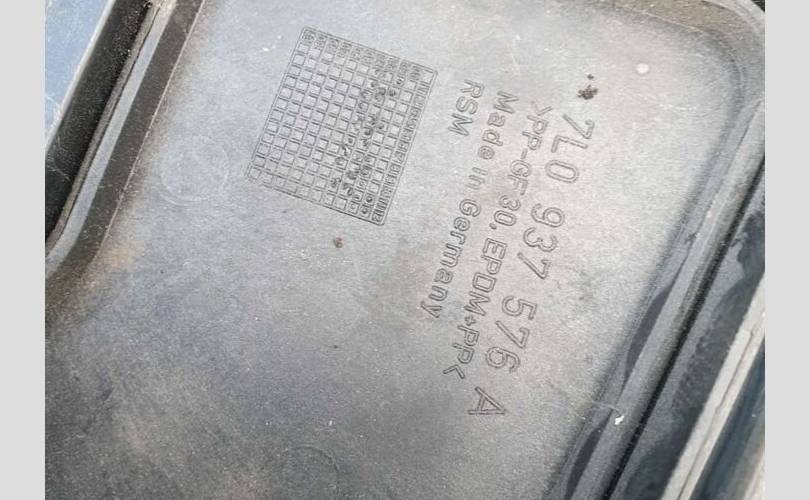 7L0 937 576 A
>PP-GF30,EPDM+PP<
Made in Germany
RSM